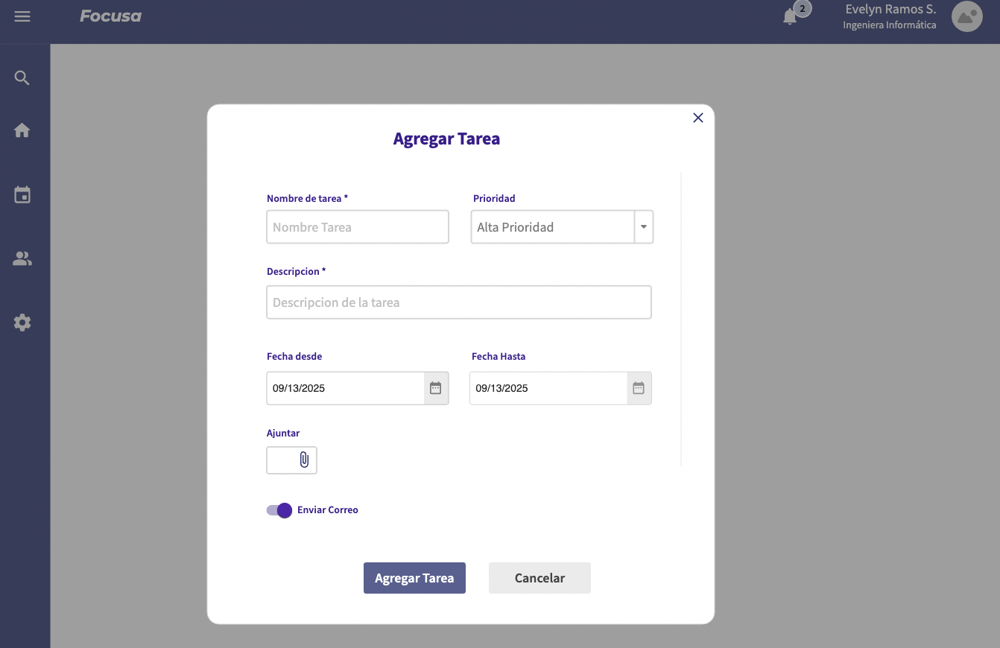 Focusa
2
Evelyn Ramos S.
Ingeniera Informática
Agregar Tarea
Nombre de tarea *
Prioridad
Nombre Tarea
Alta Prioridad
Descripcion *
Descripcion de la tarea
Fecha desde
Fecha Hasta
09/13/2025
09/13/2025
Ajuntar
Enviar Correo
Agregar Tarea
Cancelar